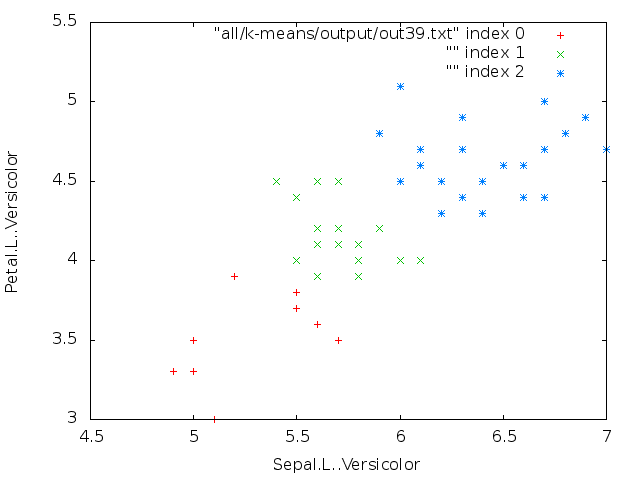 "all/k-means/output/out39.txt" index 0
"" index 1
"" index 2
5.5
5
4.5
4
3.5
3
Petal.L..Versicolor
4.5 5 5.5 6 6.5 7
Sepal.L..Versicolor